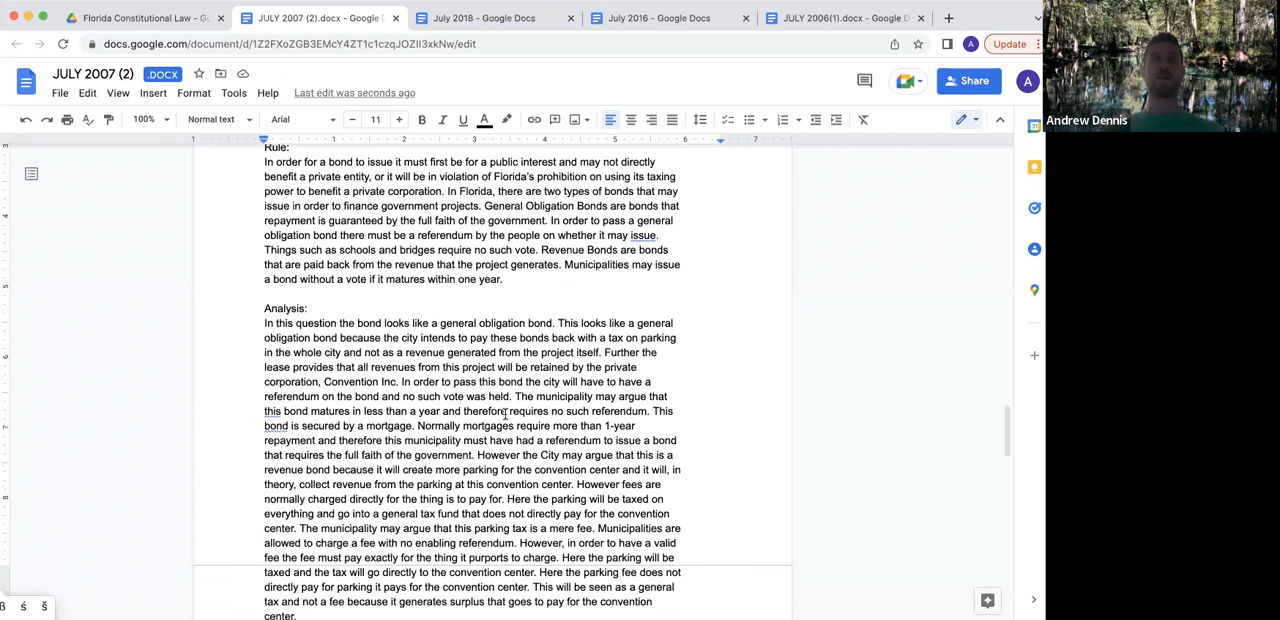 Florida Constitutional Law - Go
JULY 2007 (2).docx - Google D
July 2018 - Google Docs
July 2016 - Google Docs
JULY 2006(1).docx - Google D
docs.google.com/document/d/1Z2FXoZGB3EMcY4ZT1c1czqJOZlI3xkNw/edit
A
Update
JULY 2007 (2)
.DOCX
Share
A
File Edit View Insert Format Tools Help Last edit was seconds ago
100% Normal text Arial 11 B I U A
1 1 2 3 4 5 6 7
Andrew Dennis
Rule:
In order for a bond to issue it must first be for a public interest and may not directly
benefit a private entity, or it will be in violation of Florida's prohibition on using its taxing
power to benefit a private corporation. In Florida, there are two types of bonds that may
issue in order to finance government projects. General Obligation Bonds are bonds that
repayment is guaranteed by the full faith of the government. In order to pass a general
obligation bond there must be a referendum by the people on whether it may issue.
Things such as schools and bridges require no such vote. Revenue Bonds are bonds
that are paid back from the revenue that the project generates. Municipalities may issue
a bond without a vote if it matures within one year.
Analysis:
In this question the bond looks like a general obligation bond. This looks like a general
obligation bond because the city intends to pay these bonds back with a tax on parking
in the whole city and not as a revenue generated from the project itself. Further the
lease provides that all revenues from this project will be retained by the private
corporation, Convention Inc. In order to pass this bond the city will have to have a
referendum on the bond and no such vote was held. The municipality may argue that
this bond matures in less than a year and therefore requires no such referendum. This
bond is secured by a mortgage. Normally mortgages require more than 1-year
repayment and therefore this municipality must have had a referendum to issue a bond
that requires the full faith of the government. However the City may argue that this is a
revenue bond because it will create more parking for the convention center and it will, in
theory, collect revenue from the parking at this convention center. However fees are
normally charged directly for the thing is to pay for. Here the parking will be taxed on
everything and go into a general tax fund that does not directly pay for the convention
center. The municipality may argue that this parking tax is a mere fee. Municipalities are
allowed to charge a fee with no enabling referendum. However, in order to have a valid
fee the fee must pay exactly for the thing it purports to charge. Here the parking will be
taxed and the tax will go directly to the convention center. Here the parking fee does not
directly pay for parking it pays for the convention center. This will be seen as a general
tax and not a fee because it generates surplus that goes to pay for the convention
center.
ß ś š